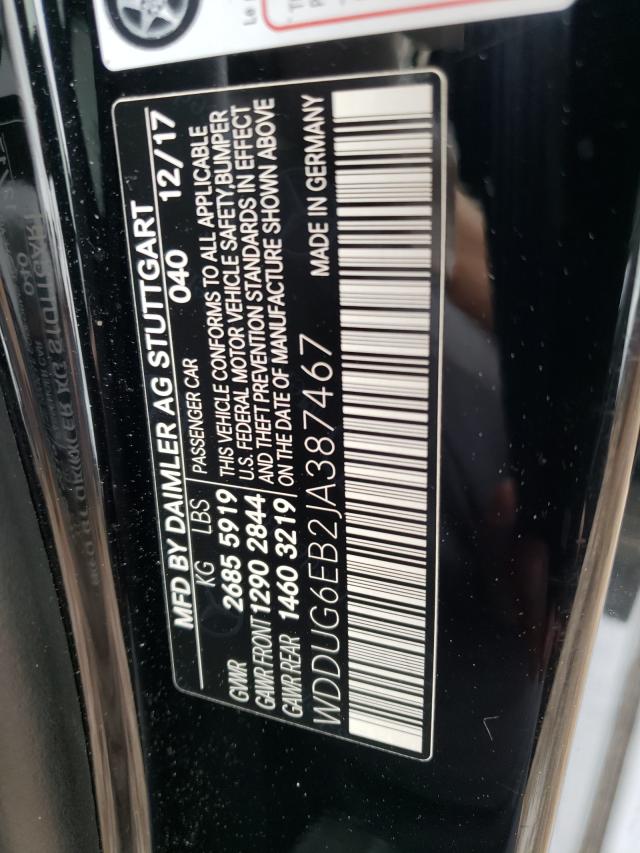 MFD BY DAIMLER AG STUTTGART
040 12/17
KG LBS PASSENGER CAR
GVWR 2685 5919 THIS VEHICLE CONFORMS TO ALL APPLICABLE
GAWR FRONT 1290 2844 U.S. FEDERAL MOTOR VEHICLE SAFETY, BUMPER
GAWR REAR 1460 3219 AND THEFT PREVENTION STANDARDS IN EFFECT
ON THE DATE OF MANUFACTURE SHOWN ABOVE
WDDUG6EB2JA387467 MADE IN GERMANY